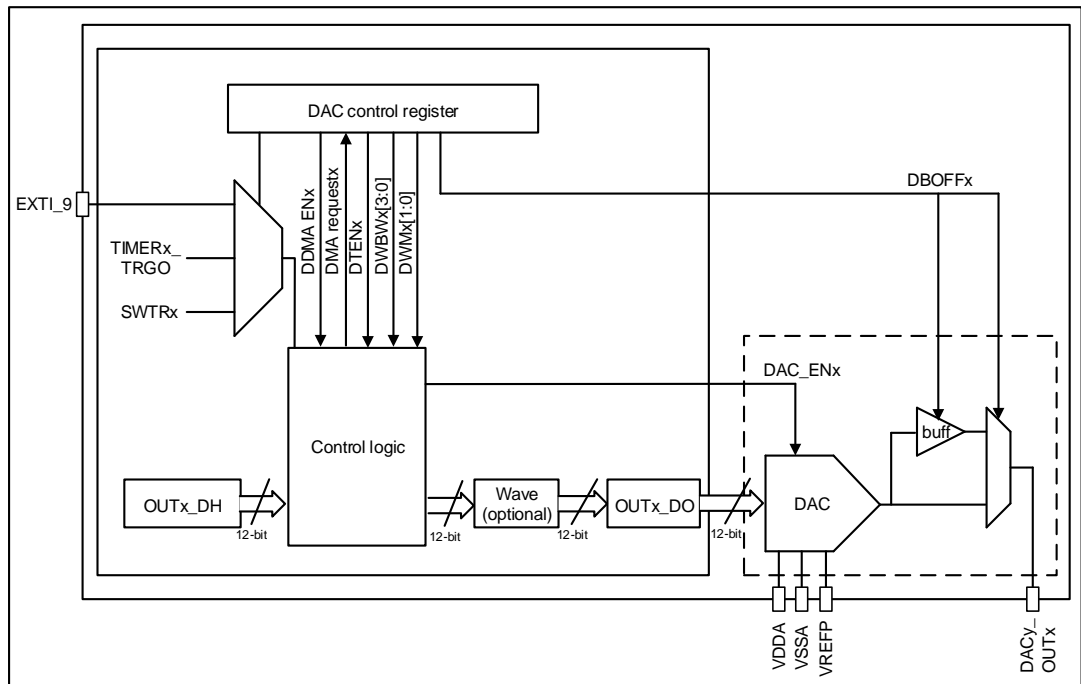 DAC control register
EXTI_9
TIMERx_
TRGO
SWTRx
DDMA ENx
DMA requestx
DTENx
DWBWx[3:0]
DWMx[1:0]
DBOFFx
DAC_ENx
buff
Control logic
OUTx_DH
12-bit
12-bit
Wave
(optional)
12-bit
OUTx_DO
12-bit
DAC
VDDA
VSSA
VREFP
DACy_
OUTx